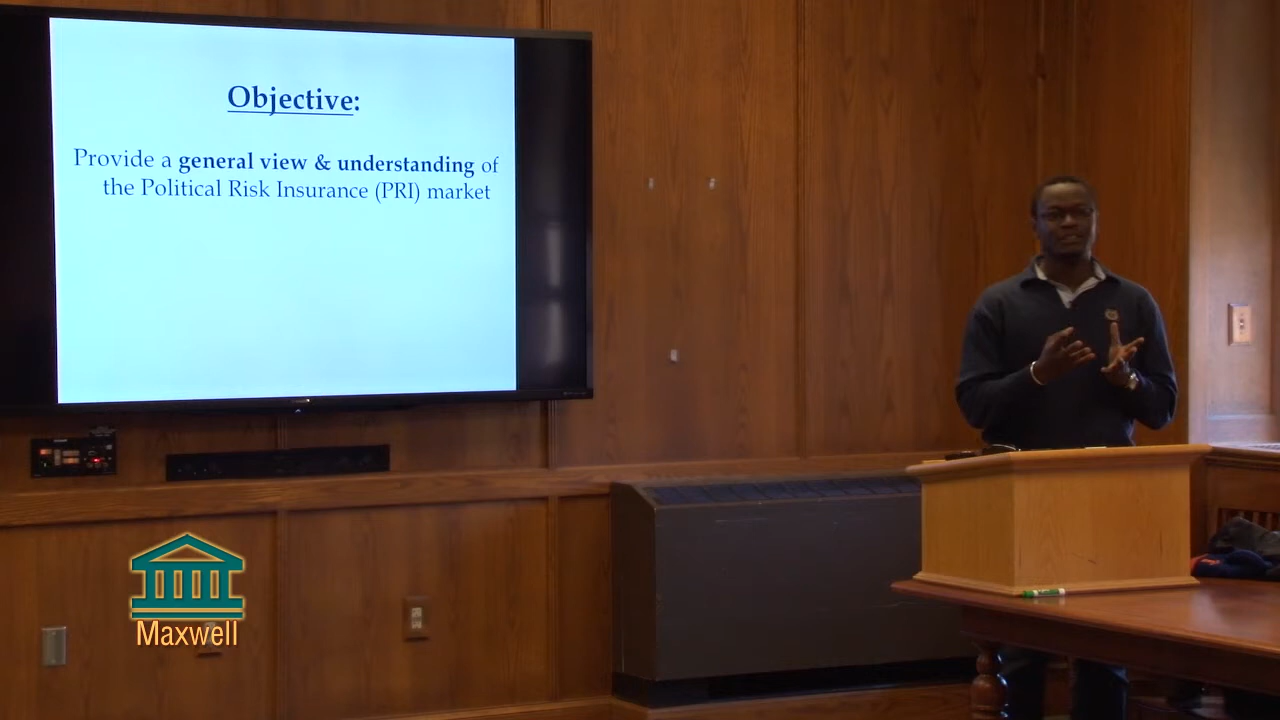 Objective:
Provide a general view & understanding of
the Political Risk Insurance (PRI) market
Maxwell